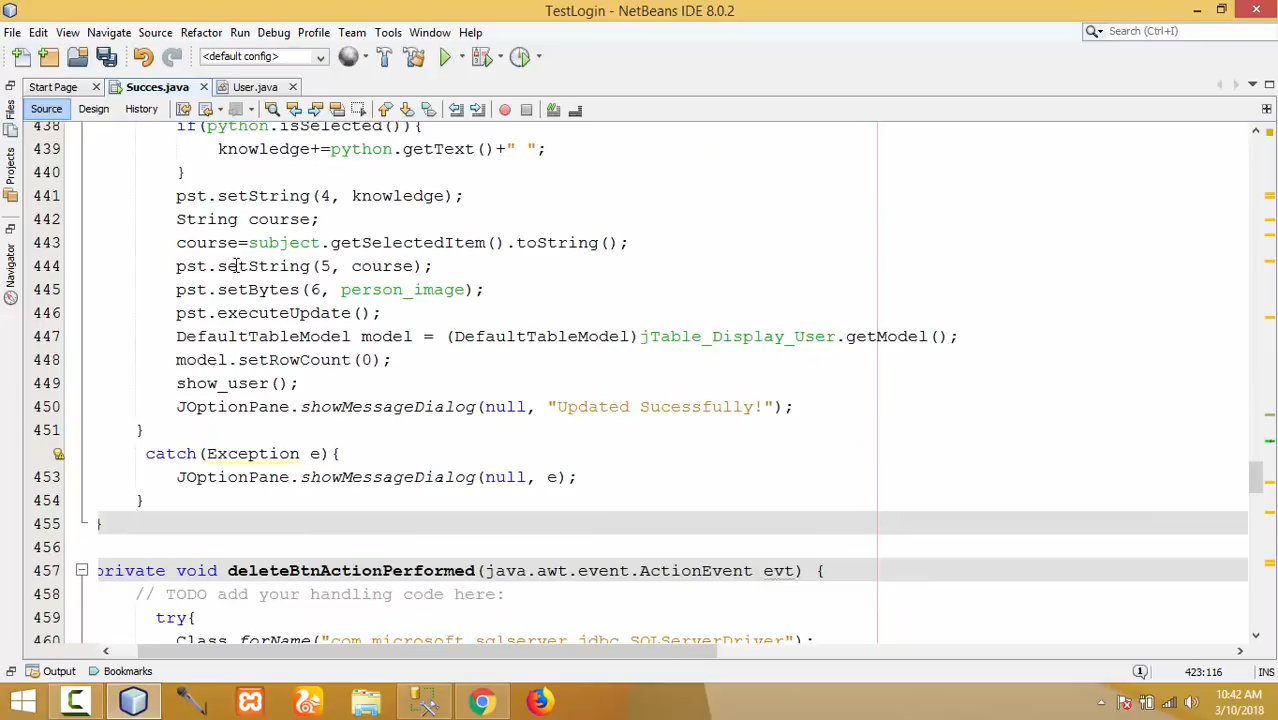 TestLogin - NetBeans IDE 8.0.2
File Edit View Navigate Source Refactor Run Debug Profile Team Tools Window Help
Search (Ctrl+I)
<default config>
Start Page Succes.java User.java
Source Design History
Files
Projects
Navigator
438 if(python.isSelected()){
439 knowledge+=python.getText()+" ";
440 }
441 pst.setString(4, knowledge);
442 String course;
443 course=subject.getSelectedItem().toString();
444 pst.setString(5, course);
445 pst.setBytes(6, person_image);
446 pst.executeUpdate();
447 DefaultTableModel model = (DefaultTableModel)jTable_Display_User.getModel();
448 model.setRowCount(0);
449 show_user();
450 JOptionPane.showMessageDialog(null, "Updated Sucessfully!");
451 }
catch(Exception e){
453 JOptionPane.showMessageDialog(null, e);
454 }
455 }
456
457 private void deleteBtnActionPerformed(java.awt.event.ActionEvent evt) {
458 // TODO add your handling code here:
459 try{
460 Class.forName("com.microsoft.sqlserver.jdbc.SQLServerDriver");
Output Bookmarks 1 423:116 INS
10:42 AM
3/10/2018